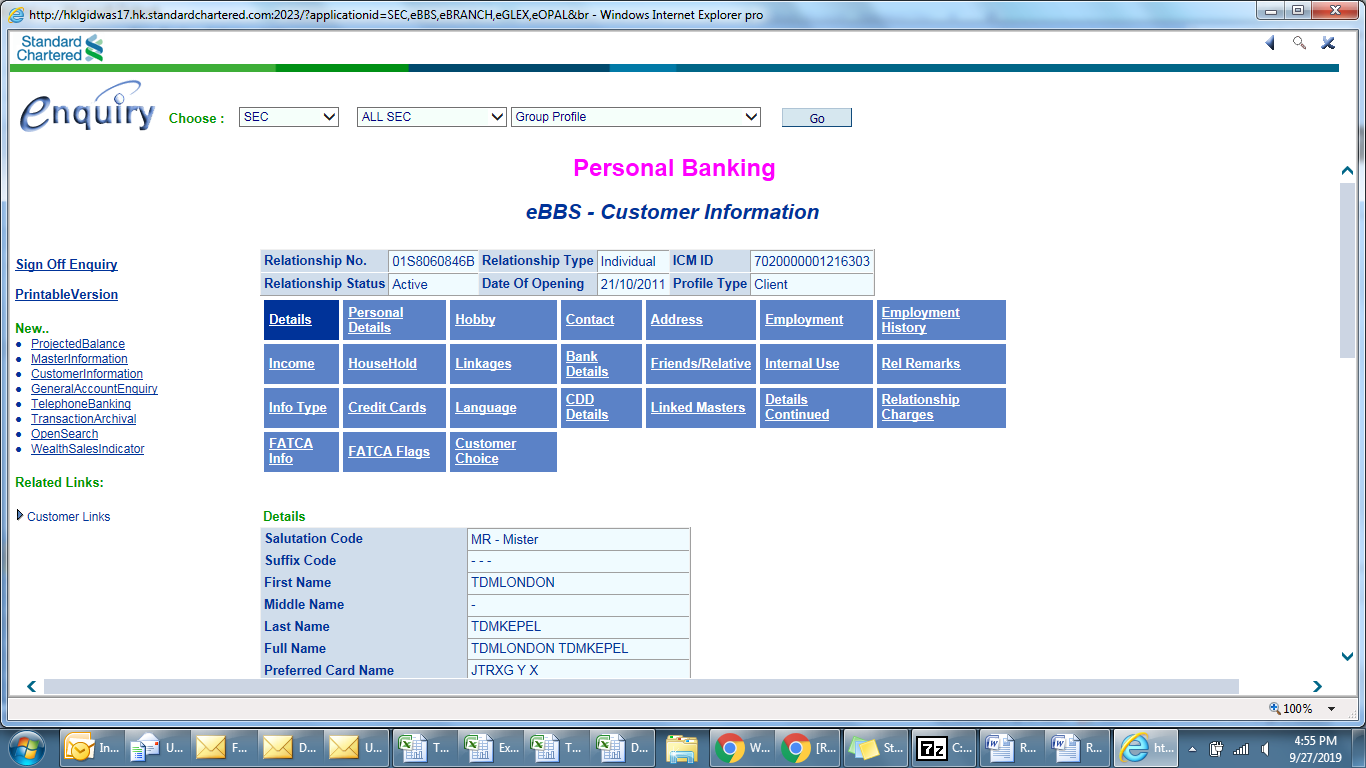 http://hklgidwas17.hk.standardchartered.com:2023/?applicationid=SEC,eBBS,eBRANCH,eGLEX,eOPAL&br - Windows Internet Explorer pro
Standard
Chartered
enquiry Choose : SEC ALL SEC Group Profile Go
Personal Banking
eBBS - Customer Information
Sign Off Enquiry
PrintableVersion
New..
ProjectedBalance
MasterInformation
CustomerInformation
GeneralAccountEnquiry
TelephoneBanking
TransactionArchival
OpenSearch
WealthSalesIndicator
Related Links:
Customer Links
Relationship No. 01S8060846B Relationship Type Individual ICM ID 7020000001216303
Relationship Status Active Date Of Opening 21/10/2011 Profile Type Client
Details Personal Details Hobby Contact Address Employment Employment History
Income HouseHold Linkages Bank Details Friends/Relative Internal Use Rel Remarks
Info Type Credit Cards Language CDD Details Linked Masters Details Continued Relationship Charges
FATCA Info FATCA Flags Customer Choice
Details
Salutation Code MR - Mister
Suffix Code - - -
First Name TDMLONDON
Middle Name -
Last Name TDMKEPEL
Full Name TDMLONDON TDMKEPEL
Preferred Card Name JTRXG Y X
100%
In... U... F... D... U... T... Ex... T... D... W... [R... St... 7z C:... R... R... ht... 4:55 PM
9/27/2019